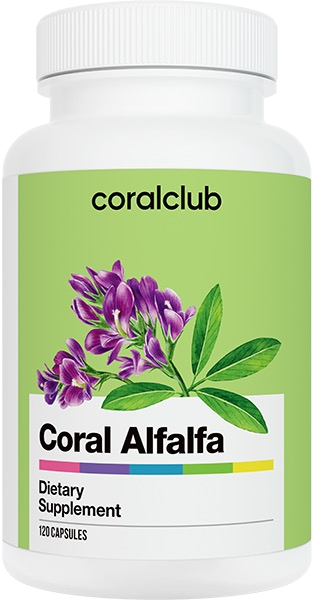 coralclub
Coral Alfalfa
Dietary
Supplement
120 CAPSULES